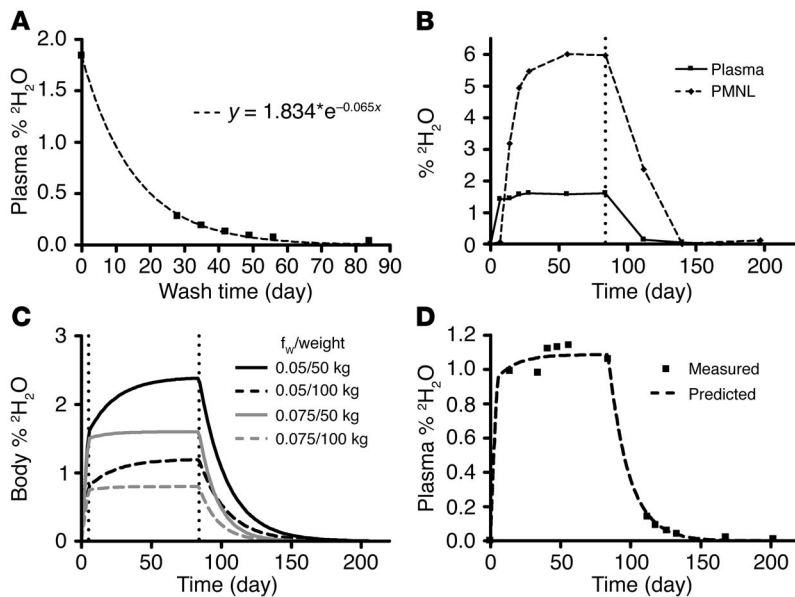 A
2.0
1.5
1.0
0.5
0.0
Plasma % ²H₂O
y = 1.834*e⁻⁰·⁰⁶⁵ˣ
0 10 20 30 40 50 60 70 80 90
Wash time (day)
B
6
5
4
3
2
1
0
% ²H₂O
Plasma
PMNL
0 50 100 150 200
Time (day)
C
3
2
1
0
Body % ²H₂O
fw/weight
0.05/50 kg
0.05/100 kg
0.075/50 kg
0.075/100 kg
0 50 100 150 200
Time (day)
D
1.2
1.0
0.8
0.6
0.4
0.2
0.0
Plasma % ²H₂O
Measured
Predicted
0 50 100 150 200
Time (day)